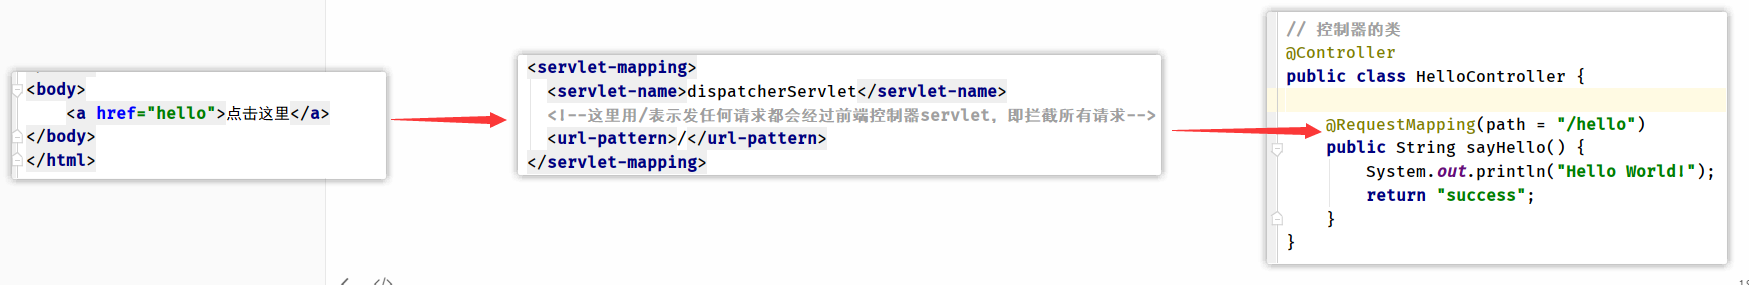 <body>
<a href="hello">点击这里</a>
</body>
</html>
<servlet-mapping>
<servlet-name>dispatcherServlet</servlet-name>
<!--这里用/表示发任何请求都会经过前端控制器servlet，即拦截所有请求-->
<url-pattern>/</url-pattern>
</servlet-mapping>
// 控制器的类
@Controller
public class HelloController {
@RequestMapping(path = "/hello")
public String sayHello() {
System.out.println("Hello World!");
return "success";
}
}